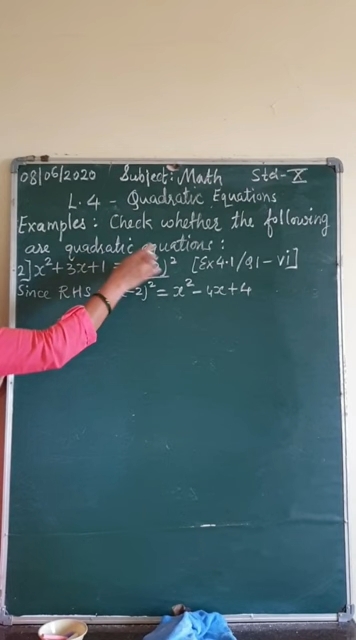 08/06/2020 Subject: Math Std-X
L.4 - Quadratic Equations
Examples: Check whether the following
are quadratic equations:
2] x² + 3x + 1 )² [Ex 4.1/Q1 - vi]
Since RHS -2)² = x² - 4x + 4